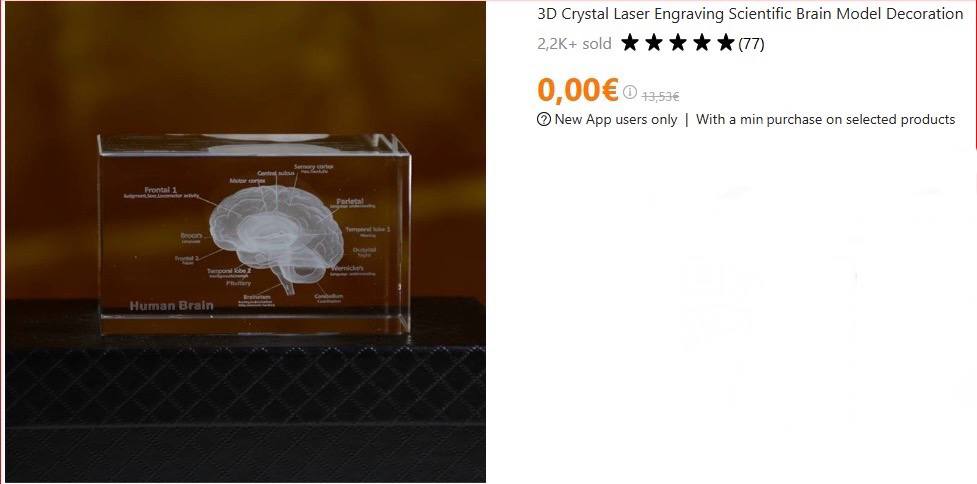 3D Crystal Laser Engraving Scientific Brain Model Decoration
2,2K+ sold ★★★★★(77)
0,00€ 13,53€
New App users only | With a min purchase on selected products
Sensory cortex
Central sulcus
Motor cortex
Frontal 1
Parietal
Temporal lobe 1
Broca's
Frontal 2
Temporal lobe 2
Pituitary
Wernicke's
Brainstem
Cerebellum
Human Brain